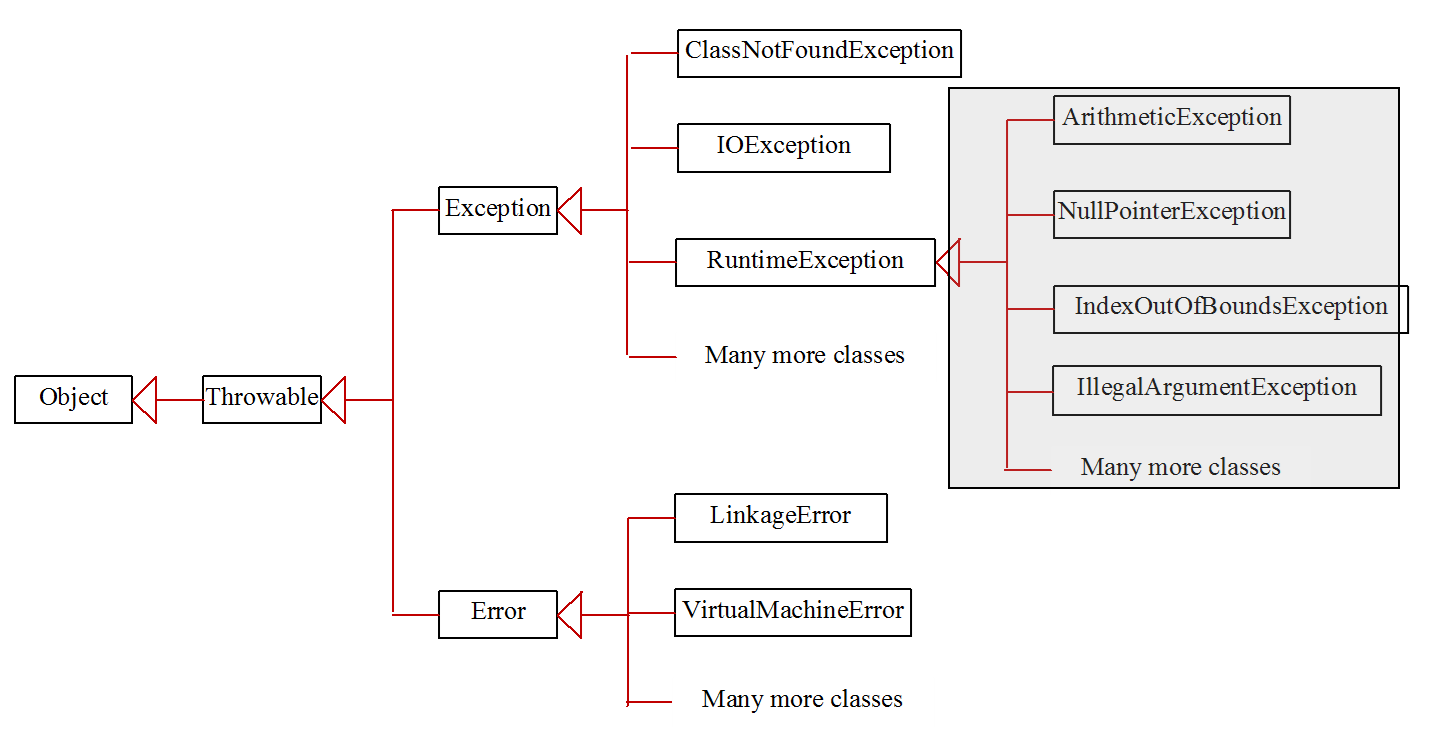 ClassNotFoundException
ArithmeticException
IOException
NullPointerException
Exception
RuntimeException
IndexOutOfBoundsException
Many more classes
IllegalArgumentException
Object
Throwable
Many more classes
LinkageError
Error
VirtualMachineError
Many more classes